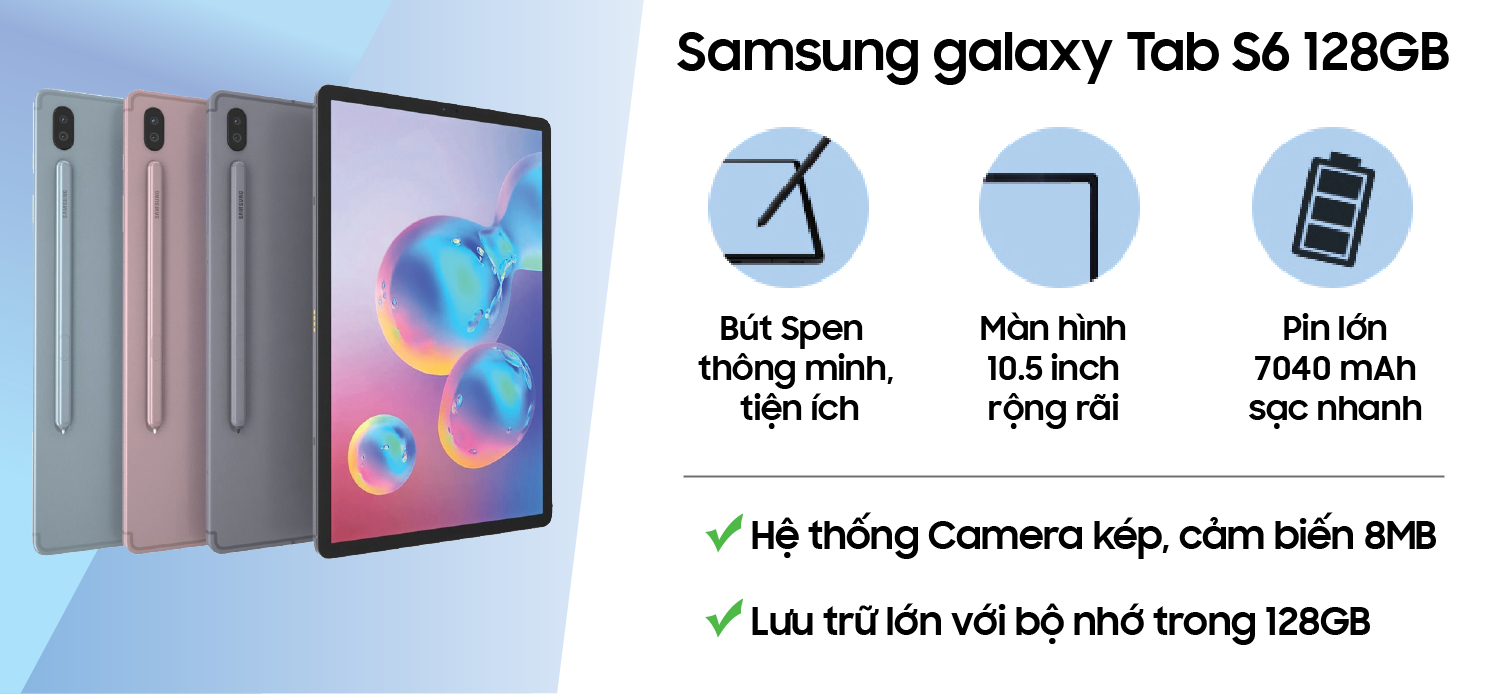 Samsung galaxy Tab S6 128GB
SAMSUNG
SAMSUNG
SAMSUNG
Bút Spen
thông minh,
tiện ích
Màn hình
10.5 inch
rộng rãi
Pin lớn
7040 mAh
sạc nhanh
Hệ thống Camera kép, cảm biến 8MB
Lưu trữ lớn với bộ nhớ trong 128GB